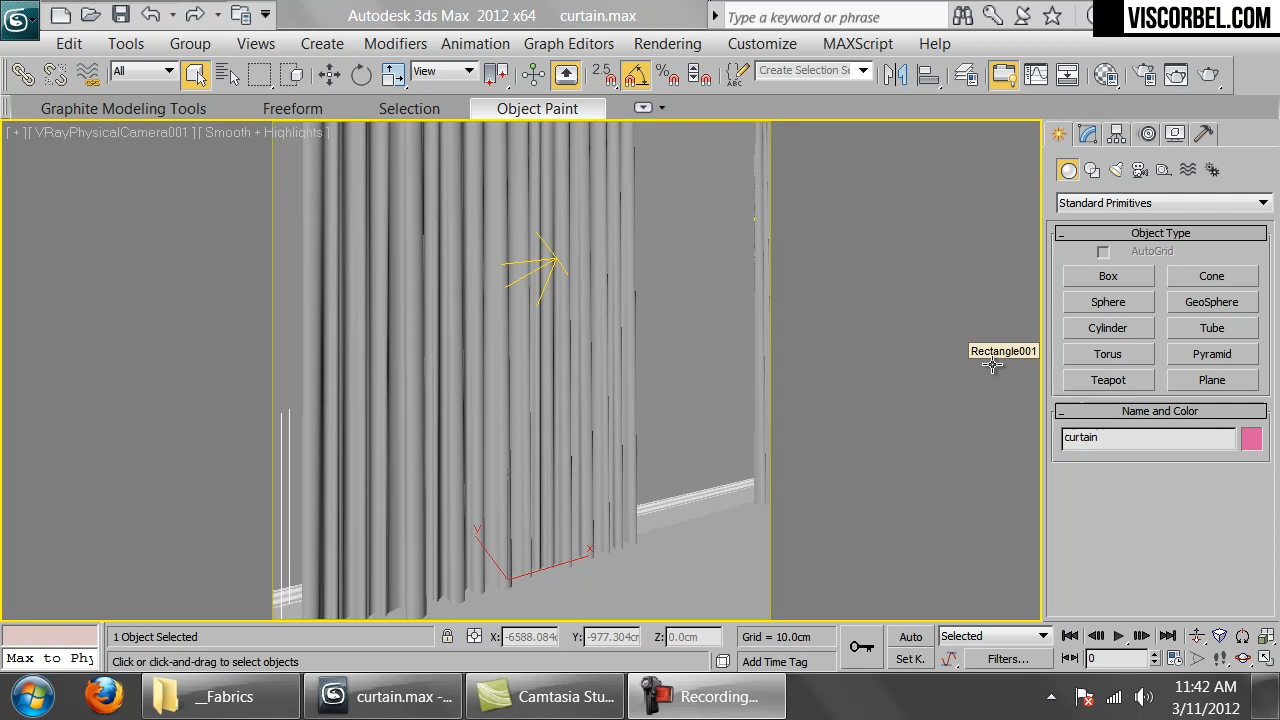 Autodesk 3ds Max 2012 x64 curtain.max
Type a keyword or phrase
VISCORBEL.COM
Edit Tools Group Views Create Modifiers Animation Graph Editors Rendering Customize MAXScript Help
All
View
2.5
Create Selection Se
Graphite Modeling Tools Freeform Selection Object Paint
[ + ][ VRayPhysicalCamera001 ][ Smooth + Highlights ]
Standard Primitives
- Object Type
AutoGrid
Box Cone
Sphere GeoSphere
Cylinder Tube
Torus Pyramid
Teapot Plane
- Name and Color
curtain
Rectangle001
y
x
1 Object Selected
X: -6588.084c Y: -977.304cm Z: 0.0cm
Grid = 10.0cm
Auto
Selected
Max to Phy
Click or click-and-drag to select objects
Add Time Tag
Set K.
Filters...
0
__Fabrics
curtain.max -...
Camtasia Stu...
Recording...
11:42 AM
3/11/2012